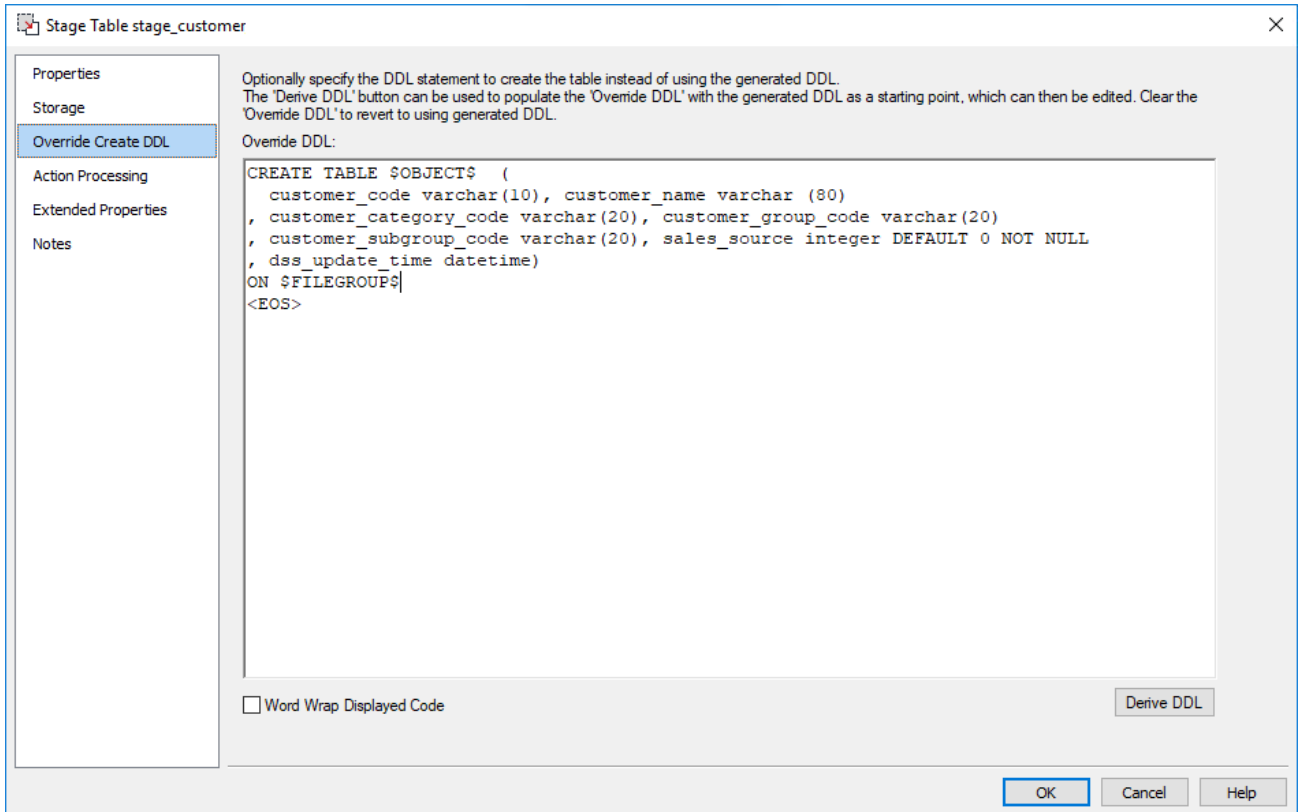 Stage Table stage_customer
Properties
Storage
Override Create DDL
Action Processing
Extended Properties
Notes
Optionally specify the DDL statement to create the table instead of using the generated DDL.
The 'Derive DDL' button can be used to populate the 'Override DDL' with the generated DDL as a starting point, which can then be edited. Clear the
'Override DDL' to revert to using generated DDL.
Override DDL:
CREATE TABLE $OBJECT$  (
  customer_code varchar(10), customer_name varchar (80)
, customer_category_code varchar(20), customer_group_code varchar(20)
, customer_subgroup_code varchar(20), sales_source integer DEFAULT 0 NOT NULL
, dss_update_time datetime)
ON $FILEGROUP$
<EOS>
Word Wrap Displayed Code
Derive DDL
OK
Cancel
Help